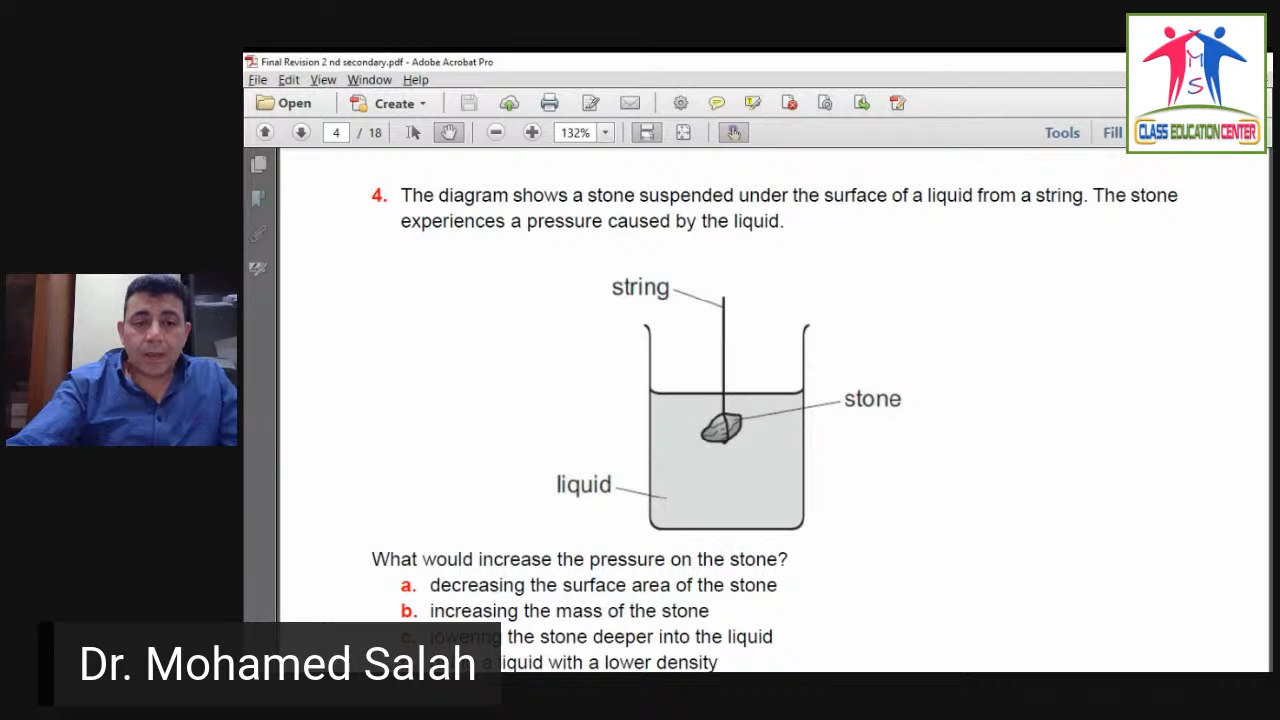 Final Revision 2 nd secondary.pdf - Adobe Acrobat Pro
File Edit View Window Help
Open Create
4 / 18 132% Tools Fill
M
S
CLASS EDUCATION CENTER
4. The diagram shows a stone suspended under the surface of a liquid from a string. The stone
experiences a pressure caused by the liquid.
string
stone
liquid
What would increase the pressure on the stone?
a. decreasing the surface area of the stone
b. increasing the mass of the stone
c. lowering the stone deeper into the liquid
a liquid with a lower density
Dr. Mohamed Salah